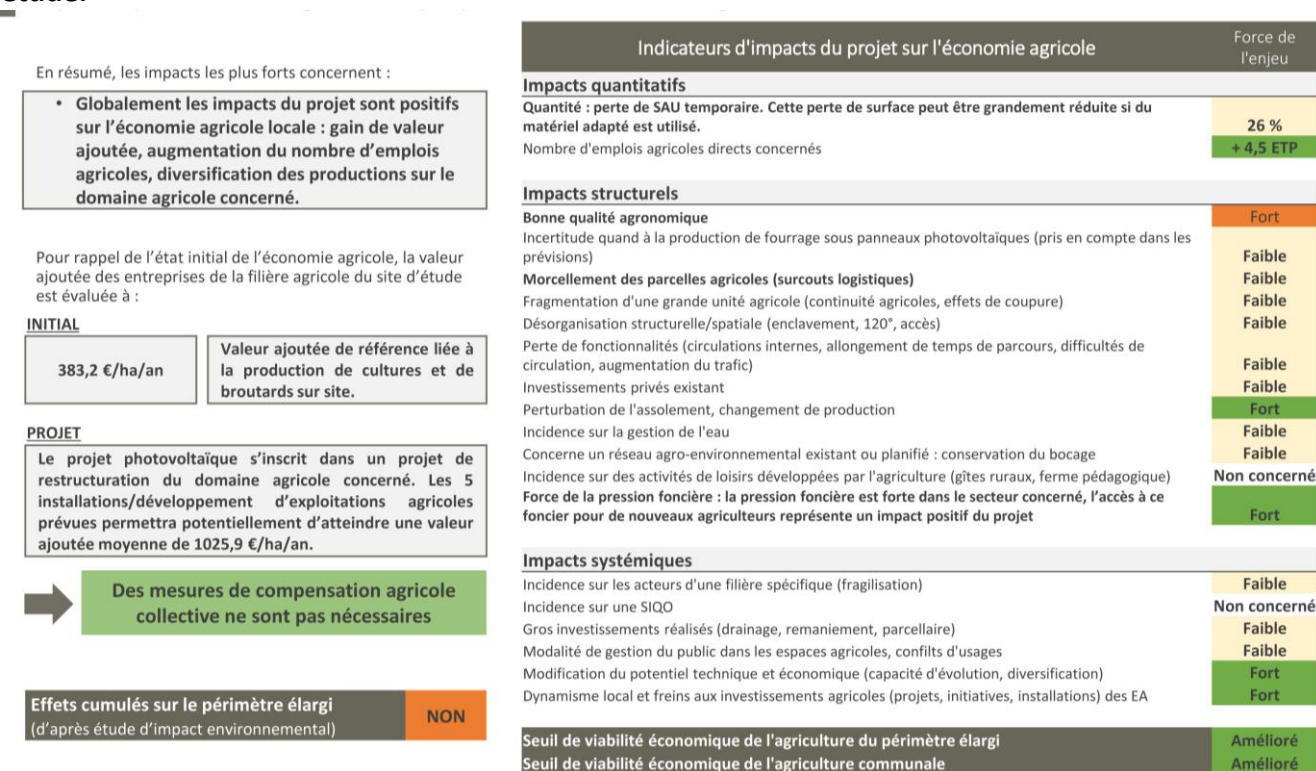 En résumé, les impacts les plus forts concernent :
• Globalement les impacts du projet sont positifs
sur l'économie agricole locale : gain de valeur
ajoutée, augmentation du nombre d'emplois
agricoles, diversification des productions sur le
domaine agricole concerné.
Pour rappel de l'état initial de l'économie agricole, la valeur
ajoutée des entreprises de la filière agricole du site d'étude
est évaluée à :
INITIAL
383,2 €/ha/an
Valeur ajoutée de référence liée à
la production de cultures et de
broutards sur site.
PROJET
Le projet photovoltaïque s'inscrit dans un projet de
restructuration du domaine agricole concerné. Les 5
installations/développement d'exploitations agricoles
prévues permettra potentiellement d'atteindre une valeur
ajoutée moyenne de 1025,9 €/ha/an.
Des mesures de compensation agricole
collective ne sont pas nécessaires
Effets cumulés sur le périmètre élargi
(d'après étude d'impact environnemental)
NON
Indicateurs d'impacts du projet sur l'économie agricole
Force de
l'enjeu
Impacts quantitatifs
Quantité : perte de SAU temporaire. Cette perte de surface peut être grandement réduite si du
matériel adapté est utilisé. 26 %
Nombre d'emplois agricoles directs concernés + 4,5 ETP
Impacts structurels
Bonne qualité agronomique Fort
Incertitude quand à la production de fourrage sous panneaux photovoltaïques (pris en compte dans les
prévisions) Faible
Morcellement des parcelles agricoles (surcouts logistiques) Faible
Fragmentation d'une grande unité agricole (continuité agricoles, effets de coupure) Faible
Désorganisation structurelle/spatiale (enclavement, 120°, accès) Faible
Perte de fonctionnalités (circulations internes, allongement de temps de parcours, difficultés de
circulation, augmentation du trafic) Faible
Investissements privés existant Faible
Perturbation de l'assolement, changement de production Fort
Incidence sur la gestion de l'eau Faible
Concerne un réseau agro-environnemental existant ou planifié : conservation du bocage Faible
Incidence sur des activités de loisirs développées par l'agriculture (gîtes ruraux, ferme pédagogique) Non concerné
Force de la pression foncière : la pression foncière est forte dans le secteur concerné, l'accès à ce
foncier pour de nouveaux agriculteurs représente un impact positif du projet Fort
Impacts systémiques
Incidence sur les acteurs d'une filière spécifique (fragilisation) Faible
Incidence sur une SIQO Non concerné
Gros investissements réalisés (drainage, remaniement, parcellaire) Faible
Modalité de gestion du public dans les espaces agricoles, confilts d'usages Faible
Modification du potentiel technique et économique (capacité d'évolution, diversification) Fort
Dynamisme local et freins aux investissements agricoles (projets, initiatives, installations) des EA Fort
Seuil de viabilité économique de l'agriculture du périmètre élargi Amélioré
Seuil de viabilité économique de l'agriculture communale Amélioré